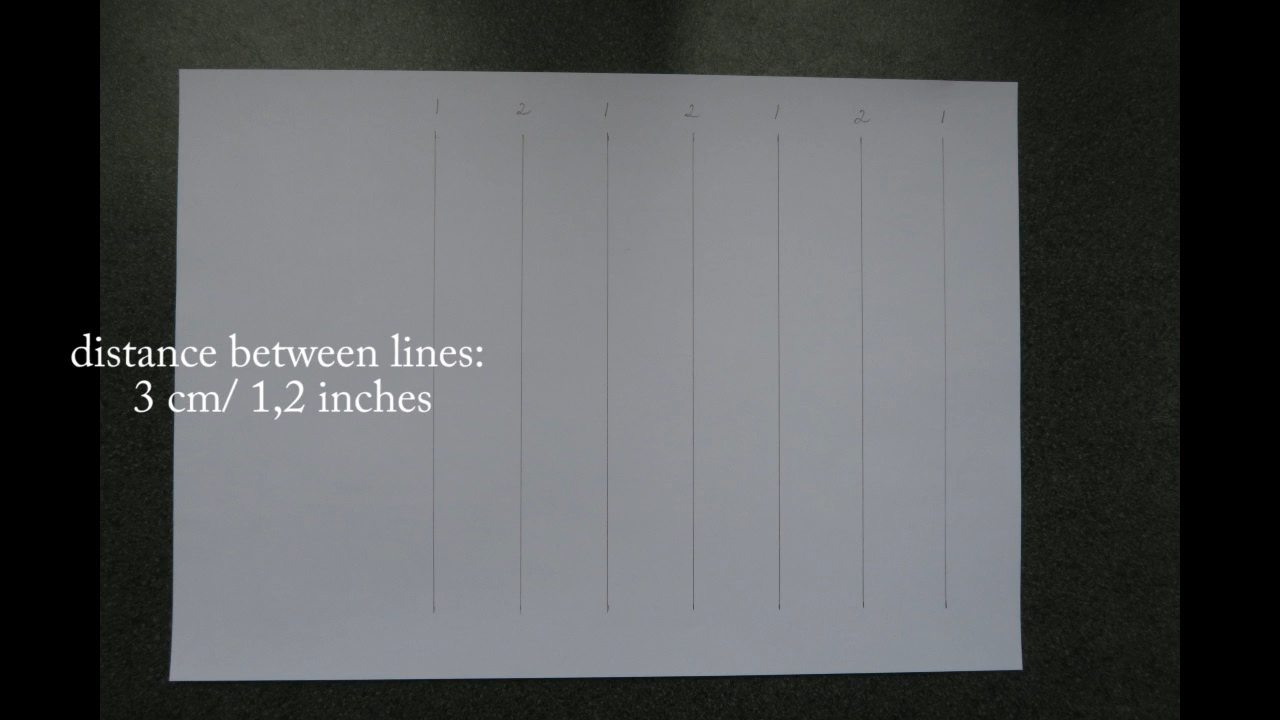 1 2 1 2 1 2 1
distance between lines:
3 cm/ 1,2 inches